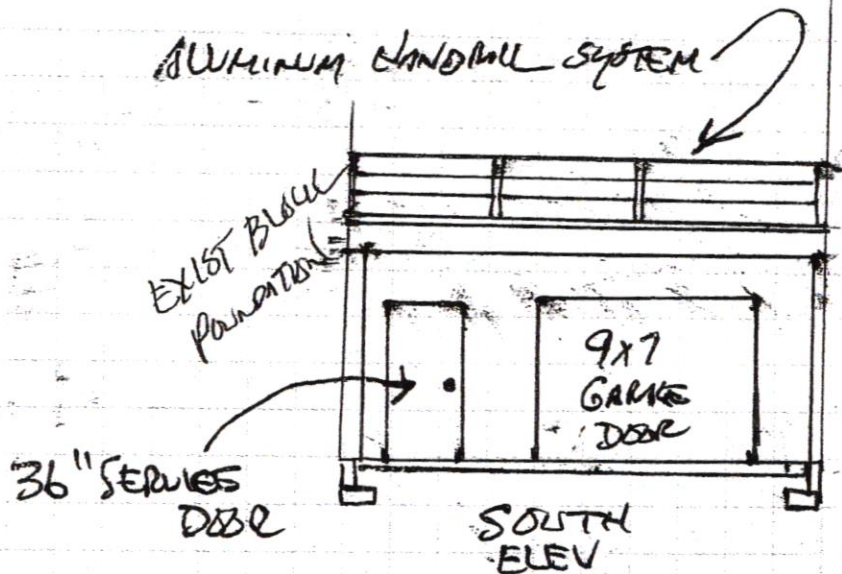 ALUMINUM HANDRAIL SYSTEM
EXIST BLOCK
FOUNDATION
9x7
GARAGE
DOOR
36" SERVICE
DOOR
SOUTH
ELEV